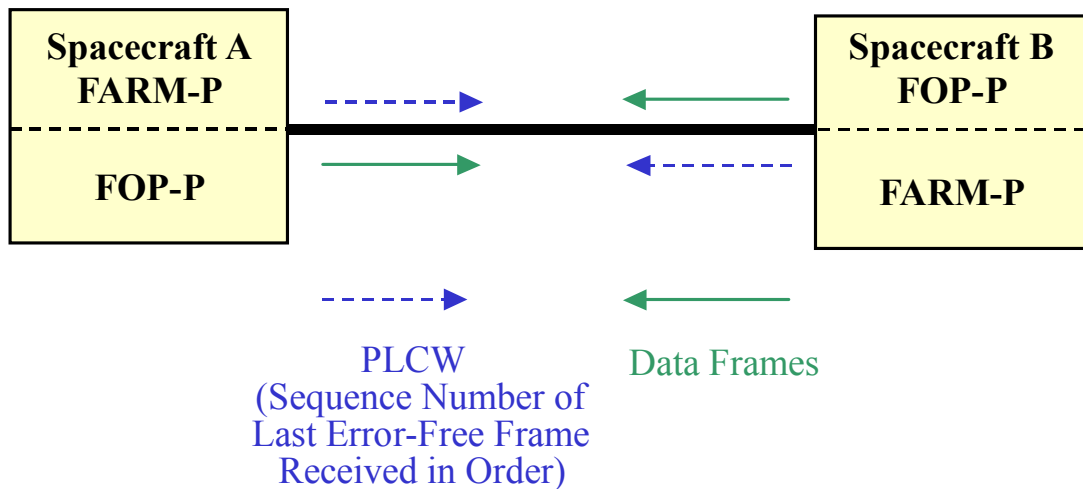 Spacecraft A
FARM-P
FOP-P
Spacecraft B
FOP-P
FARM-P
PLCW
(Sequence Number of
Last Error-Free Frame
Received in Order)
Data Frames